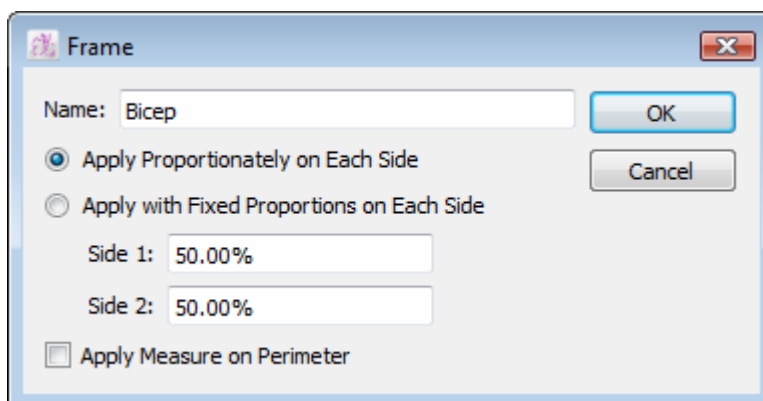 Frame
Name: Bicep
OK
Apply Proportionately on Each Side
Cancel
Apply with Fixed Proportions on Each Side
Side 1: 50.00%
Side 2: 50.00%
Apply Measure on Perimeter